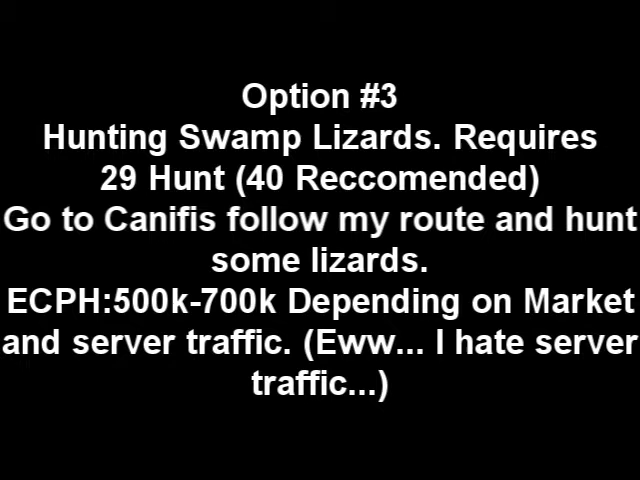 Option #3
Hunting Swamp Lizards. Requires
29 Hunt (40 Reccomended)
Go to Canifis follow my route and hunt
some lizards.
ECPH:500k-700k Depending on Market
and server traffic. (Eww... I hate server
traffic...)